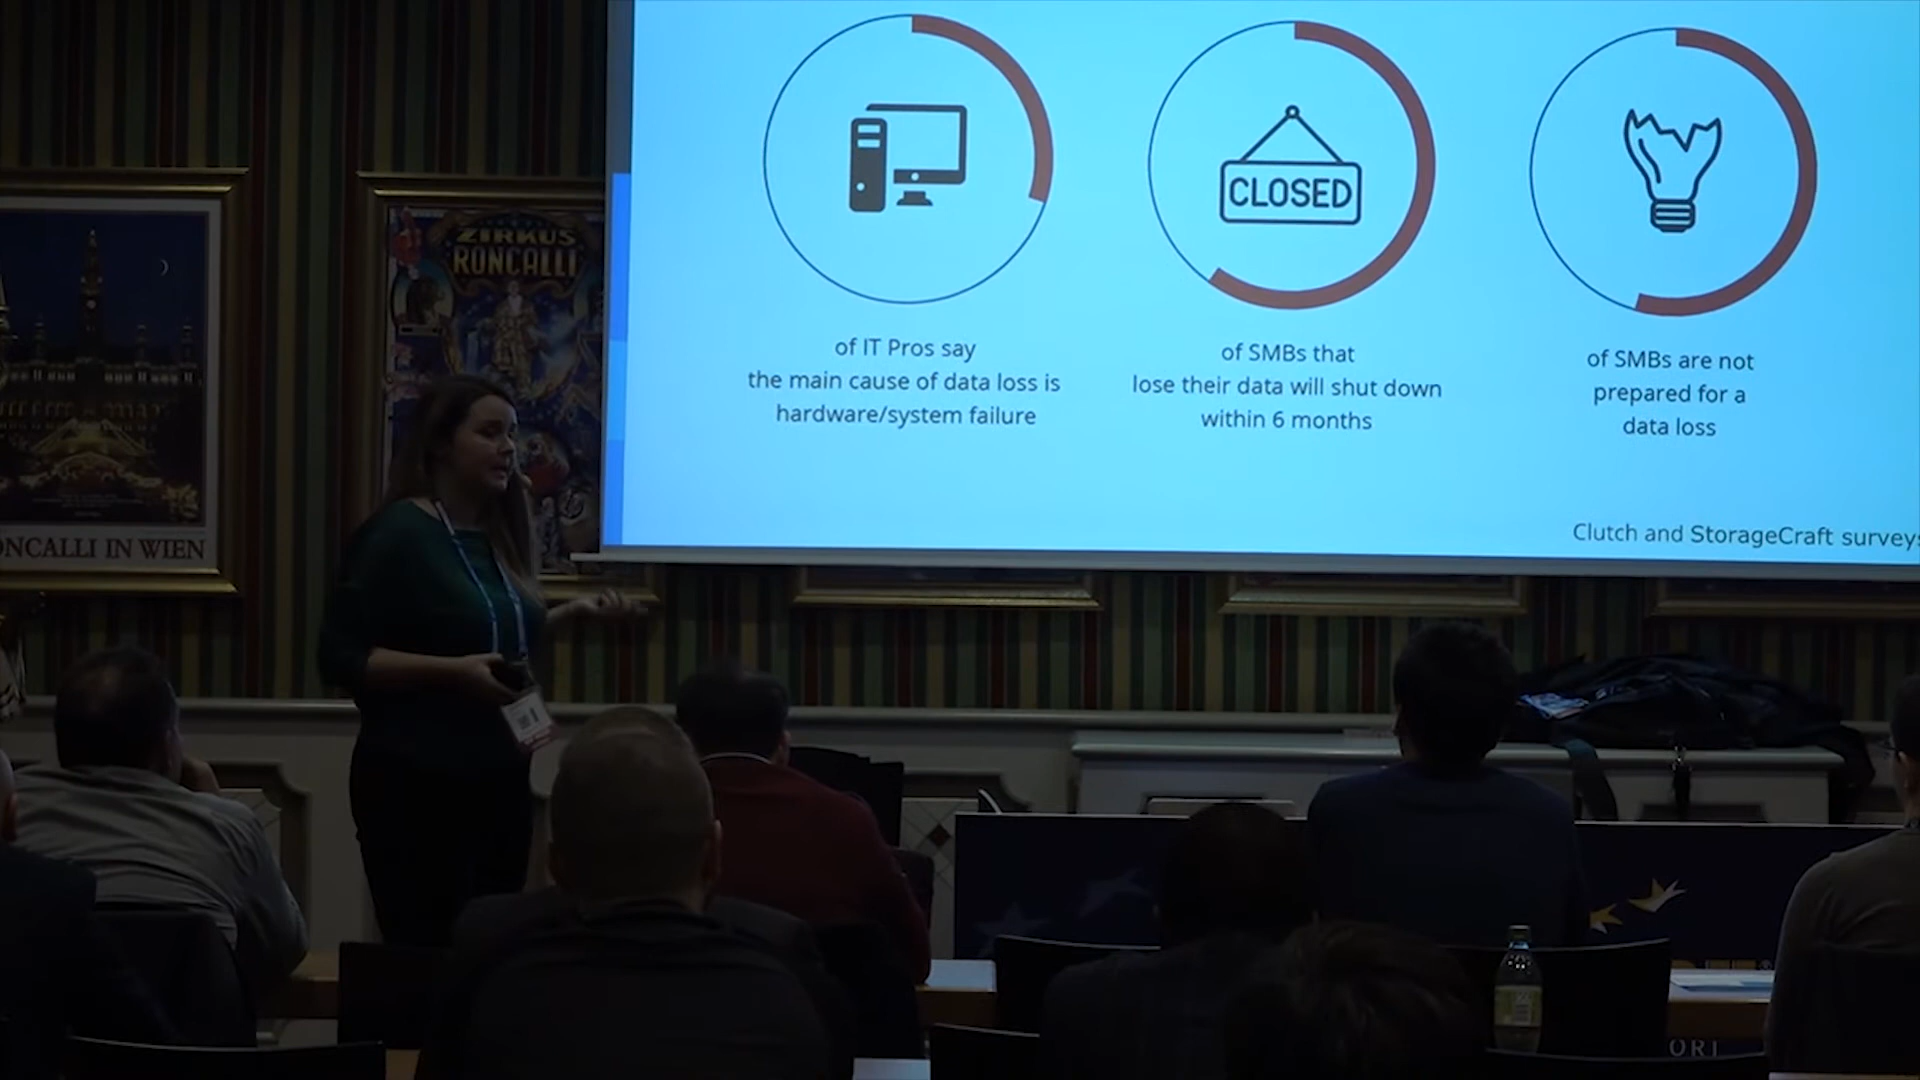 CLOSED
of IT Pros say
the main cause of data loss is
hardware/system failure
of SMBs that
lose their data will shut down
within 6 months
of SMBs are not
prepared for a
data loss
Clutch and StorageCraft surveys
ZIRKUS
RONCALLI
ONCALLI IN WIEN
ORT